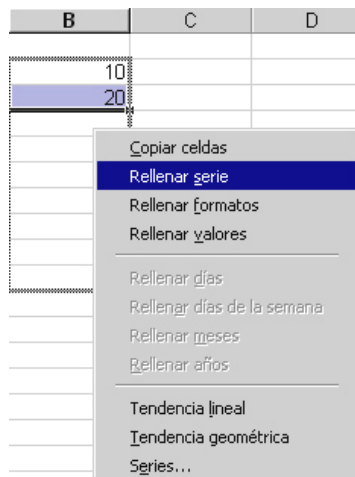 B C D
10
20
Copiar celdas
Rellenar serie
Rellenar formatos
Rellenar valores
Rellenar días
Rellenar días de la semana
Rellenar meses
Rellenar años
Tendencia lineal
Tendencia geométrica
Series...